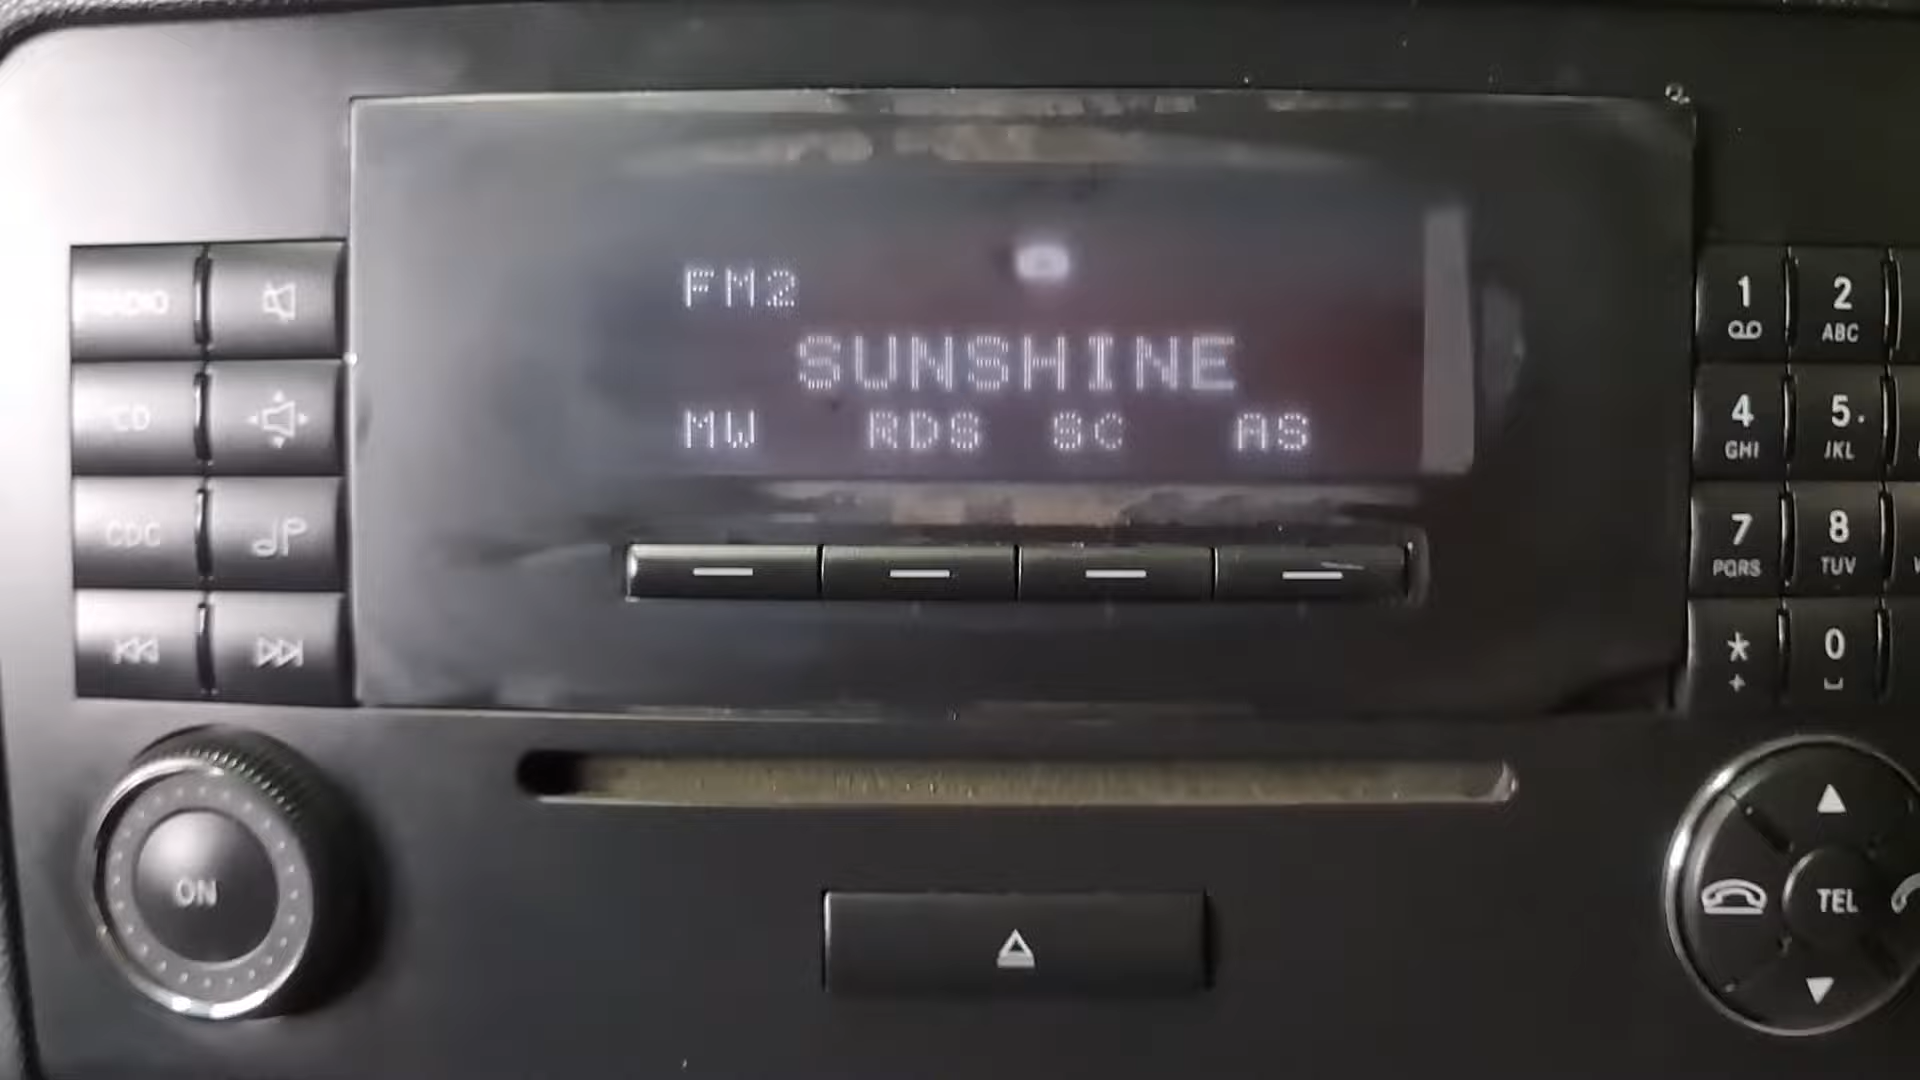 FM2
SUNSHINE
MW RDS SC AS
RADIO
CD
CDC
ON
1
2
ABC
4
GHI
5
JKL
7
PQRS
8
TUV
*
+
0
TEL